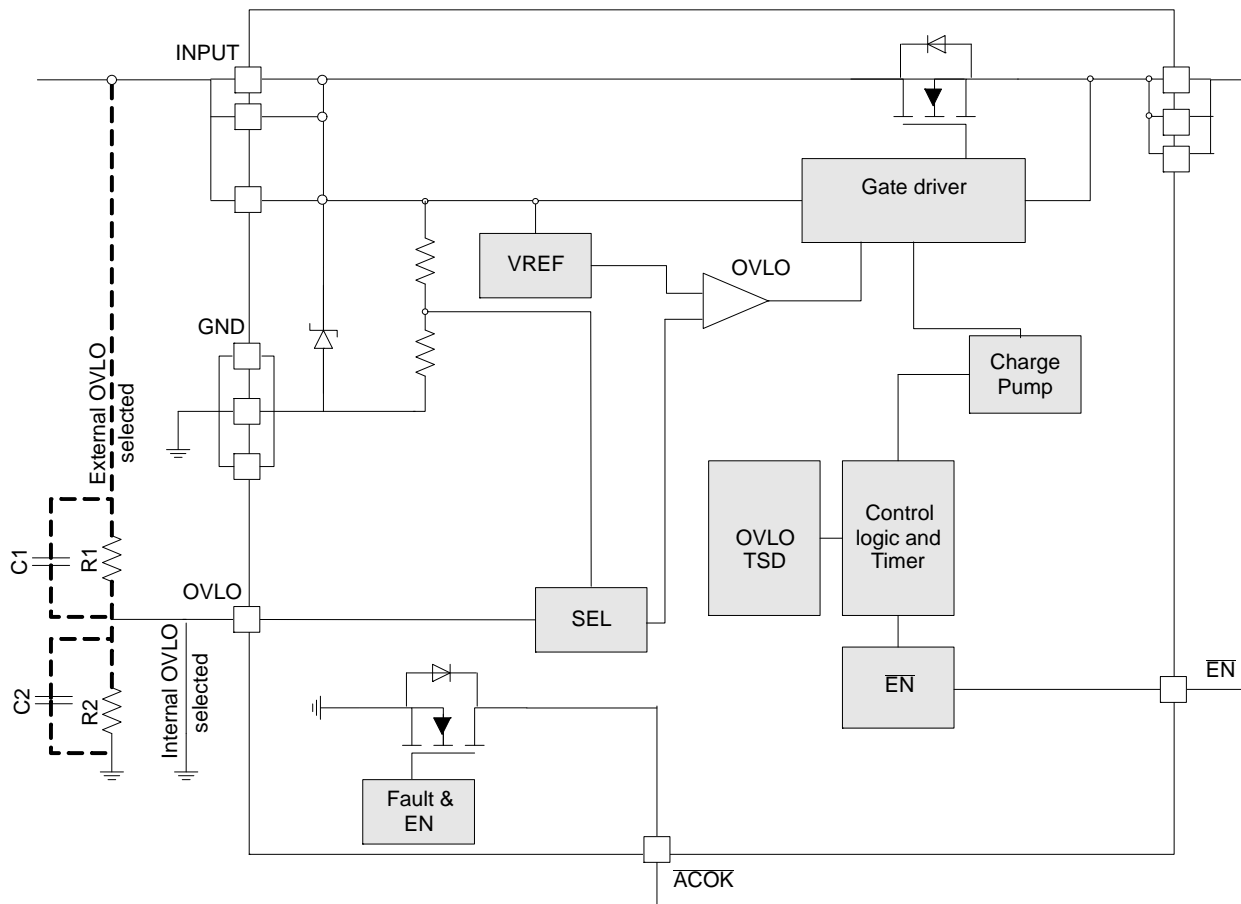 INPUT
Gate driver
VREF
OVLO
GND
Charge
Pump
External OVLO
selected
OVLO
TSD
Control
logic and
Timer
C1
R1
OVLO
SEL
C2
R2
Internal OVLO
selected
EN
EN
Fault &
EN
ACOK